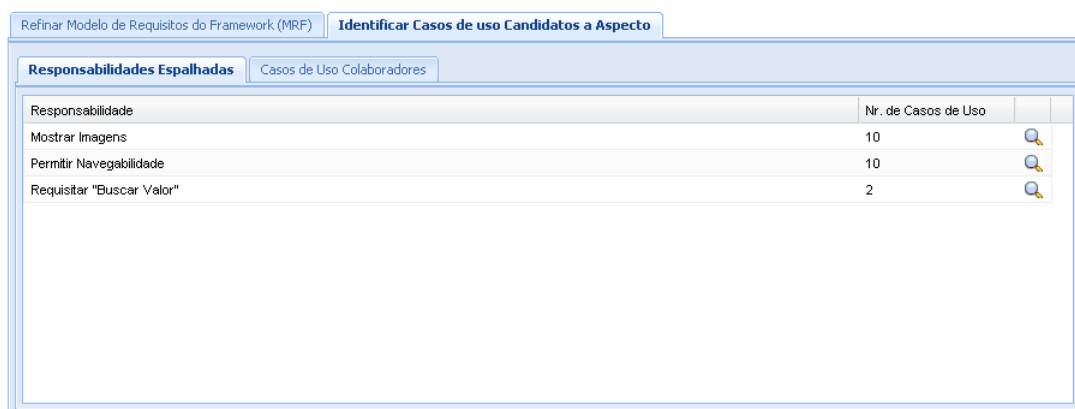 Refinar Modelo de Requisitos do Framework (MRF) Identificar Casos de uso Candidatos a Aspecto
Responsabilidades Espalhadas Casos de Uso Colaboradores
Responsabilidade Nr. de Casos de Uso
Mostrar Imagens 10
Permitir Navegabilidade 10
Requisitar "Buscar Valor" 2